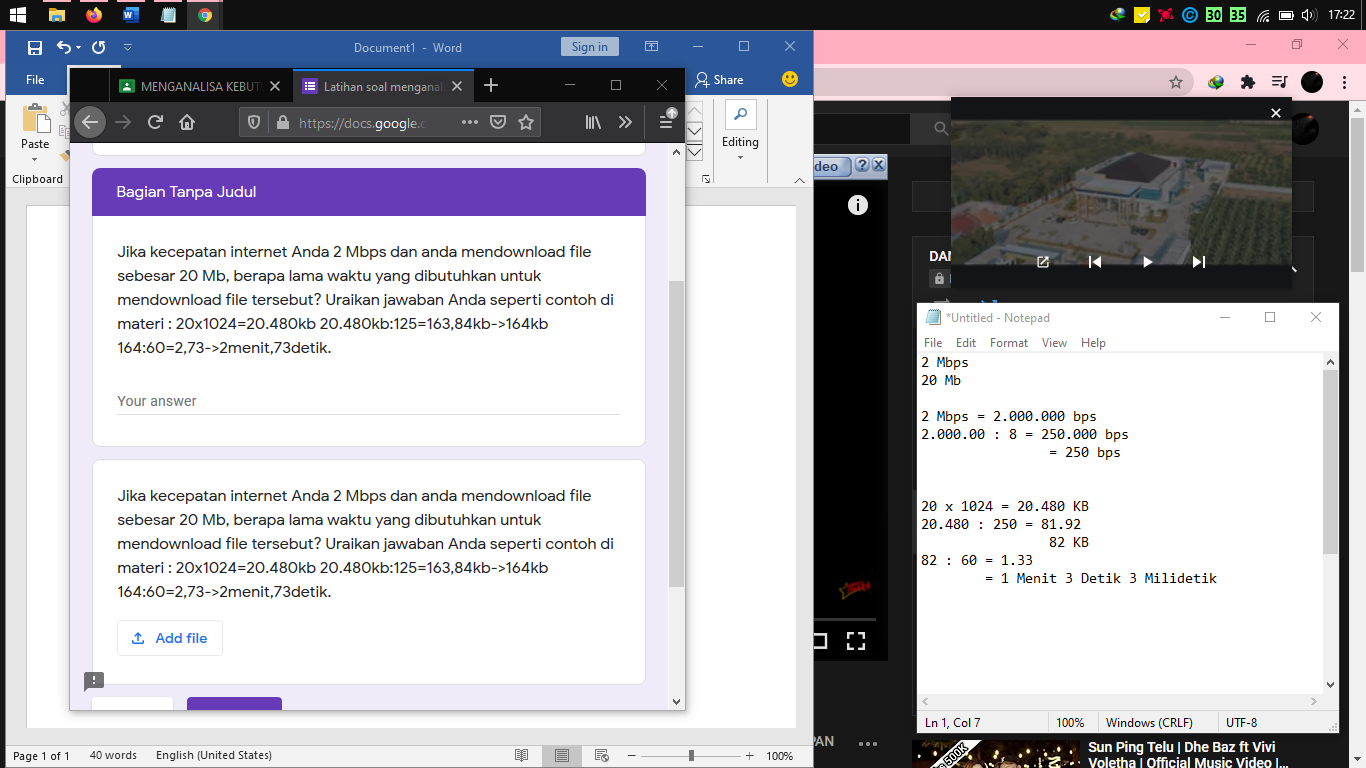 17:22
Document1 - Word
Sign in
File
Share
Paste
Clipboard
Editing
MENGANALISA KEBUT
Latihan soal mengana
https://docs.google.c
Bagian Tanpa Judul
Jika kecepatan internet Anda 2 Mbps dan anda mendownload file
sebesar 20 Mb, berapa lama waktu yang dibutuhkan untuk
mendownload file tersebut? Uraikan jawaban Anda seperti contoh di
materi : 20x1024=20.480kb 20.480kb:125=163,84kb->164kb
164:60=2,73->2menit,73detik.
Your answer
Jika kecepatan internet Anda 2 Mbps dan anda mendownload file
sebesar 20 Mb, berapa lama waktu yang dibutuhkan untuk
mendownload file tersebut? Uraikan jawaban Anda seperti contoh di
materi : 20x1024=20.480kb 20.480kb:125=163,84kb->164kb
164:60=2,73->2menit,73detik.
Add file
Page 1 of 1
40 words
English (United States)
100%
30
35
deo
DAN
*Untitled - Notepad
File Edit Format View Help
2 Mbps
20 Mb
2 Mbps = 2.000.000 bps
2.000.00 : 8 = 250.000 bps
= 250 bps
20 x 1024 = 20.480 KB
20.480 : 250 = 81.92
82 KB
82 : 60 = 1.33
= 1 Menit 3 Detik 3 Milidetik
Ln 1, Col 7
100%
Windows (CRLF)
UTF-8
PAN
500K
Sun Ping Telu | Dhe Baz ft Vivi
Voletha | Official Music Video |...